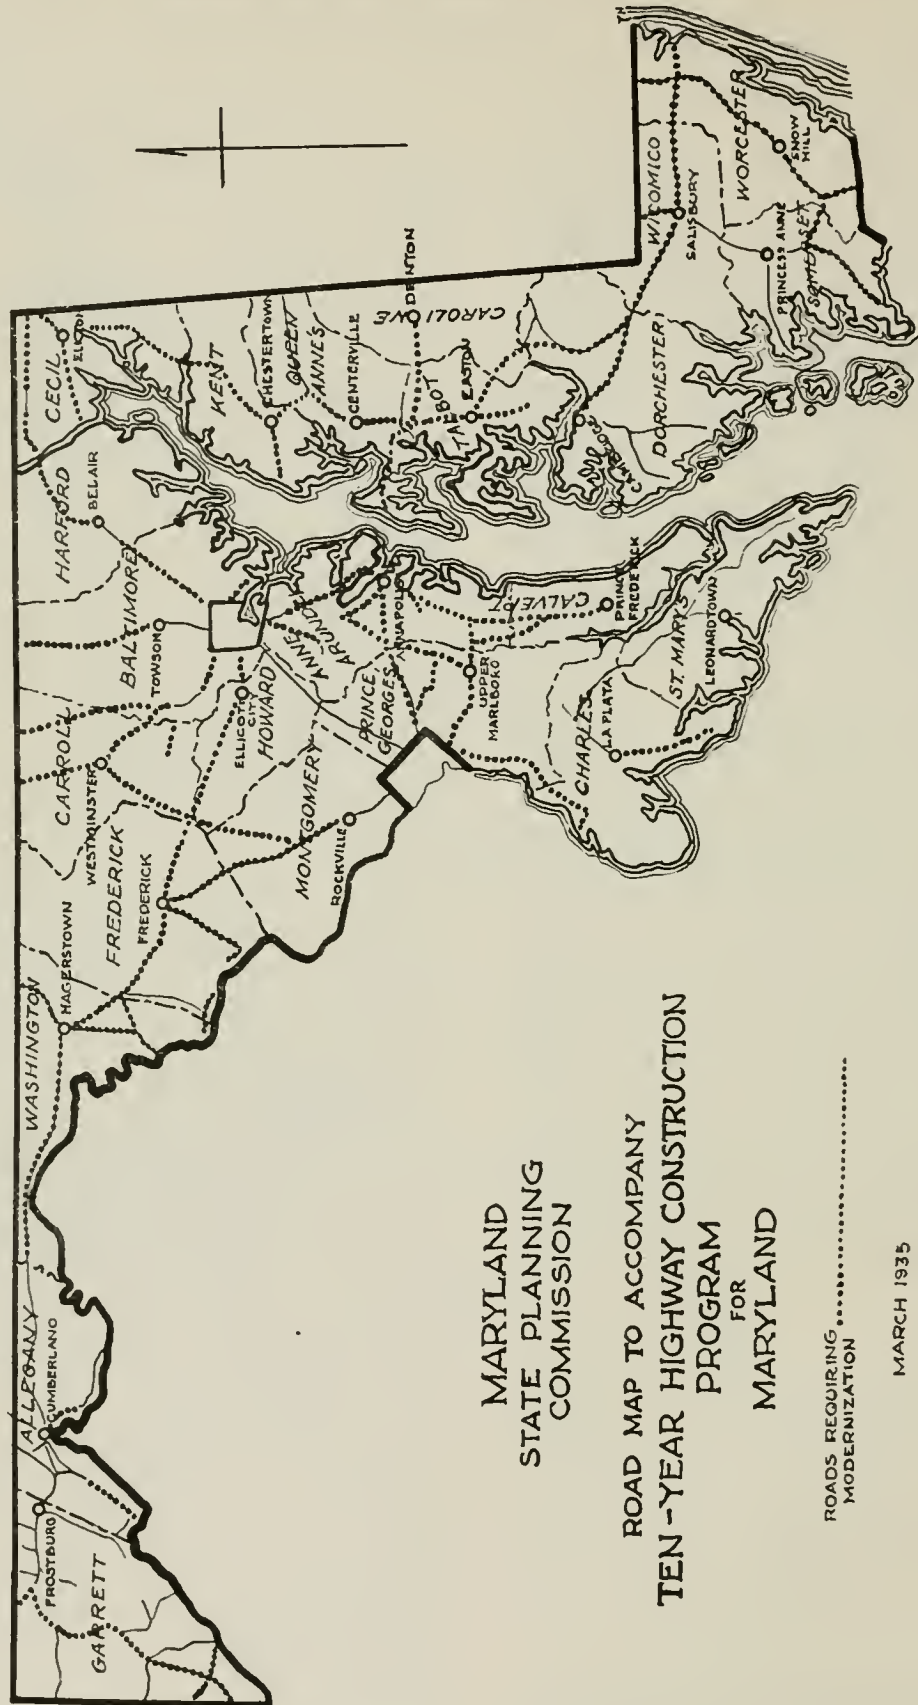 MARYLAND
STATE PLANNING
COMMISSION
ROAD MAP TO ACCOMPANY
TEN-YEAR HIGHWAY CONSTRUCTION
PROGRAM
FOR
MARYLAND
ROADS REQUIRING
MODERNIZATION
MARCH 1935
GARRETT
FROSTBURG
ALLEGANY
CUMBERLAND
WASHINGTON
HAGERSTOWN
FREDERICK
FREDERICK
CARROLL
WESTMINSTER
BALTIMORE
TOWSON
HARFORD
BELAIR
CECIL
ELKTON
KENT
CHESTERTOWN
QUEEN
ANNE'S
CENTERVILLE
CAROLINE
DENTON
TALBOT
EASTON
HOWARD
ELLICOTT
CITY
MONTGOMERY
ROCKVILLE
ANNE
ARUNDEL
ANNAPOLIS
PRINCE
GEORGES
UPPER
MARLBORO
CALVERT
PRINCE
FREDERICK
CHARLES
LA PLATA
ST. MARYS
LEONARDTOWN
DORCHESTER
CAMBRIDGE
WICOMICO
SALISBURY
WORCESTER
SNOW
HILL
SOMERSET
PRINCESS ANNE